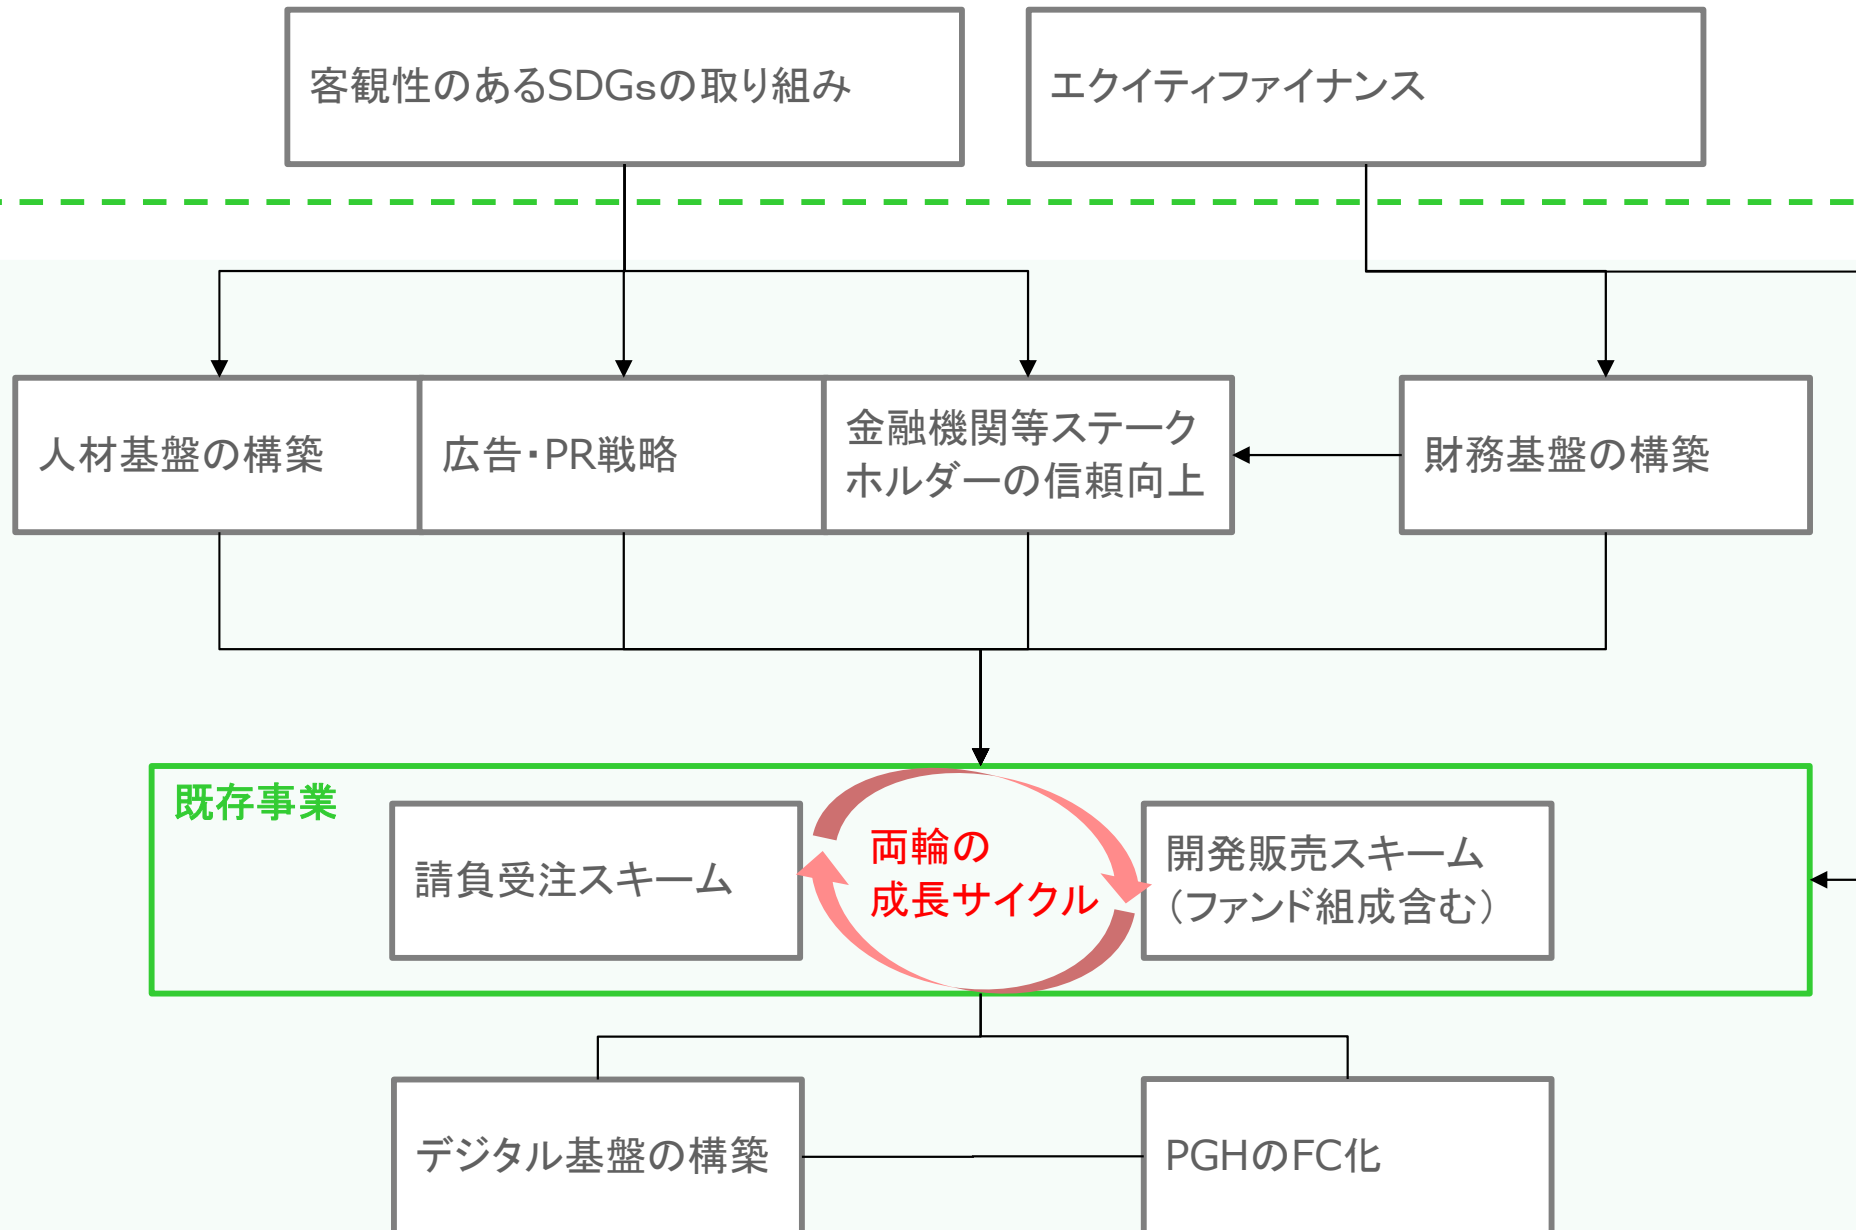 客観性のあるSDGsの取り組み
エクイティファイナンス
人材基盤の構築
広告・PR戦略
金融機関等ステーク
ホルダーの信頼向上
財務基盤の構築
既存事業
請負受注スキーム
両輪の
成長サイクル
開発販売スキーム
（ファンド組成含む）
デジタル基盤の構築
PGHのFC化